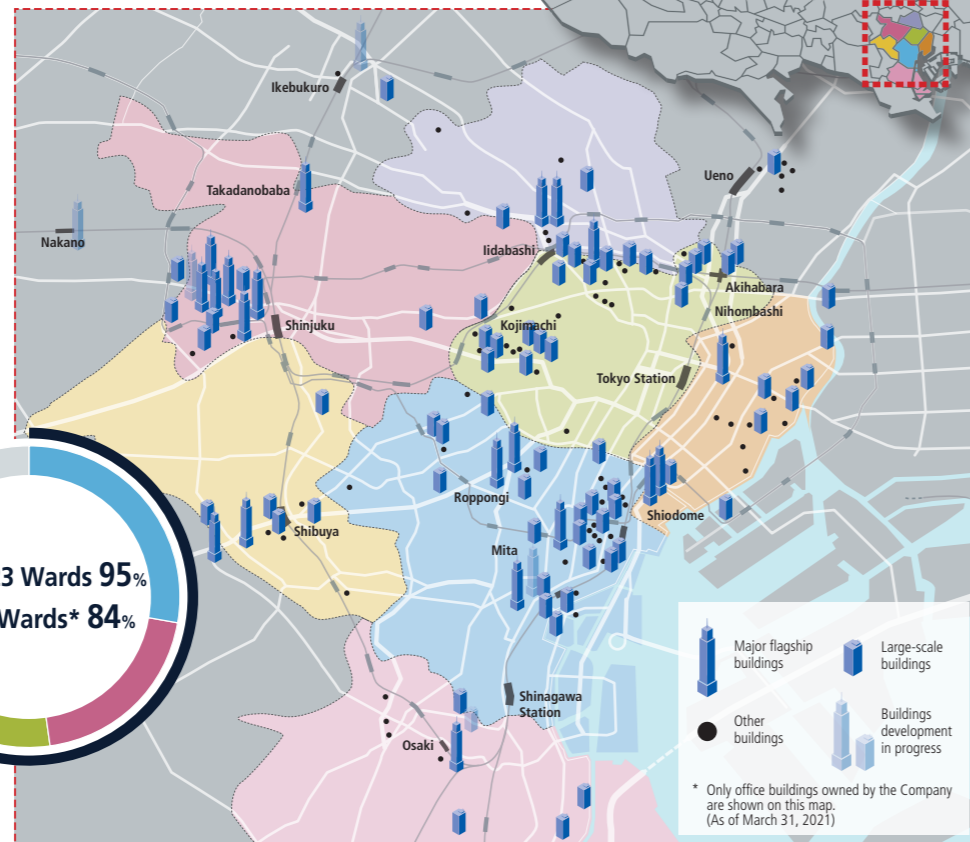 Ikebukuro
Ueno
Takadanobaba
Nakano
Iidabashi
Akihabara
Nihombashi
Shinjuku
Kojimachi
Tokyo Station
Roppongi
Shiodome
Shibuya
Mita
3 Wards 95%
Wards* 84%
Shinagawa
Station
Osaki
Major flagship
buildings
Large-scale
buildings
Other
buildings
Buildings
development
in progress
* Only office buildings owned by the Company
are shown on this map.
(As of March 31, 2021)